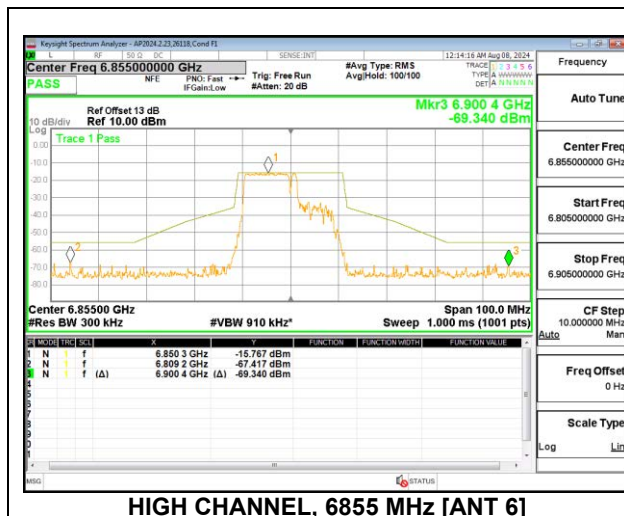 Keysight Spectrum Analyzer - AP2024.2.23,26118,Cond F1
L RF 50 Ω DC SENSE:INT 12:14:16 AM Aug 08, 2024
Center Freq 6.855000000 GHz #Avg Type: RMS TRACE 1 2 3 4 5 6
PASS NFE PNO: Fast Trig: Free Run Avg|Hold: 100/100 TYPE A WWWWW
IFGain:Low #Atten: 20 dB DET A N N N N N
Mkr3 6.900 4 GHz
-69.340 dBm
Ref Offset 13 dB
10 dB/div Ref 10.00 dBm
Log
Trace 1 Pass
0.00
-10.0
-20.0
-30.0
-40.0
-50.0
-60.0
-70.0
-80.0
1
2
3
Center 6.85500 GHz Span 100.0 MHz
#Res BW 300 kHz #VBW 910 kHz* Sweep 1.000 ms (1001 pts)
MODE TRC SCL X Y FUNCTION FUNCTION WIDTH FUNCTION VALUE
1 N 1 f 6.850 3 GHz -15.767 dBm
2 N 1 f 6.809 2 GHz -67.417 dBm
3 N 1 f (Δ) 6.900 4 GHz (Δ) -69.340 dBm
4
5
6
7
8
9
MSG STATUS
Frequency
Auto Tune
Center Freq
6.855000000 GHz
Start Freq
6.805000000 GHz
Stop Freq
6.905000000 GHz
CF Step
10.000000 MHz
Auto Man
Freq Offset
0 Hz
Scale Type
Log Lin
HIGH CHANNEL, 6855 MHz [ANT 6]